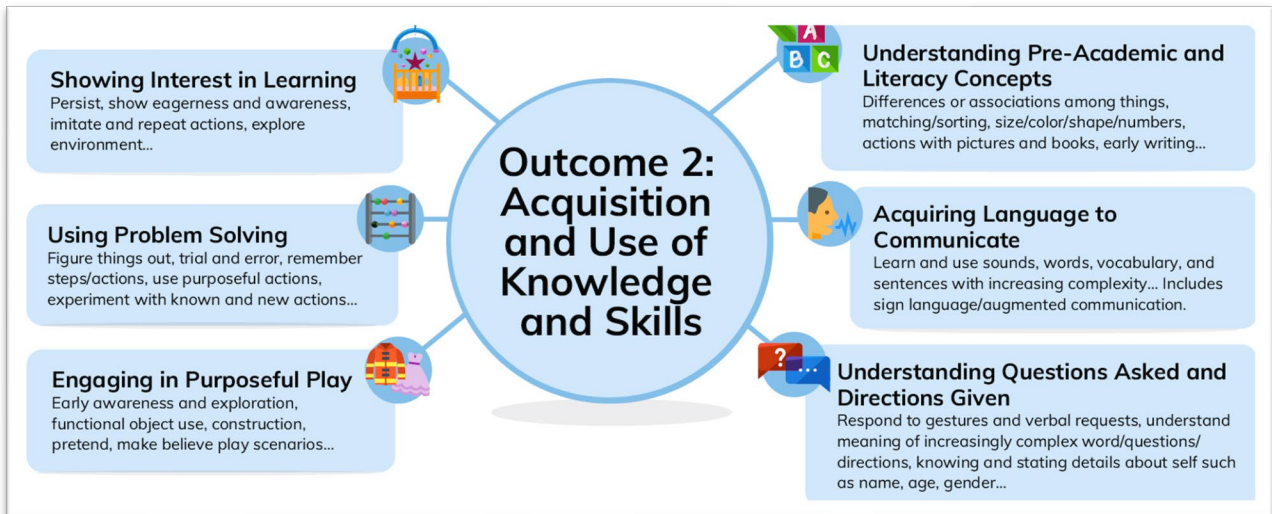 Showing Interest in Learning
Persist, show eagerness and awareness,
imitate and repeat actions, explore
environment...
Using Problem Solving
Figure things out, trial and error, remember
steps/actions, use purposeful actions,
experiment with known and new actions...
Engaging in Purposeful Play
Early awareness and exploration,
functional object use, construction,
pretend, make believe play scenarios...
Outcome 2:
Acquisition
and Use of
Knowledge
and Skills
A
B C
Understanding Pre-Academic and
Literacy Concepts
Differences or associations among things,
matching/sorting, size/color/shape/numbers,
actions with pictures and books, early writing...
Acquiring Language to
Communicate
Learn and use sounds, words, vocabulary, and
sentences with increasing complexity... Includes
sign language/augmented communication.
? ...
Understanding Questions Asked and
Directions Given
Respond to gestures and verbal requests, understand
meaning of increasingly complex word/questions/
directions, knowing and stating details about self such
as name, age, gender...